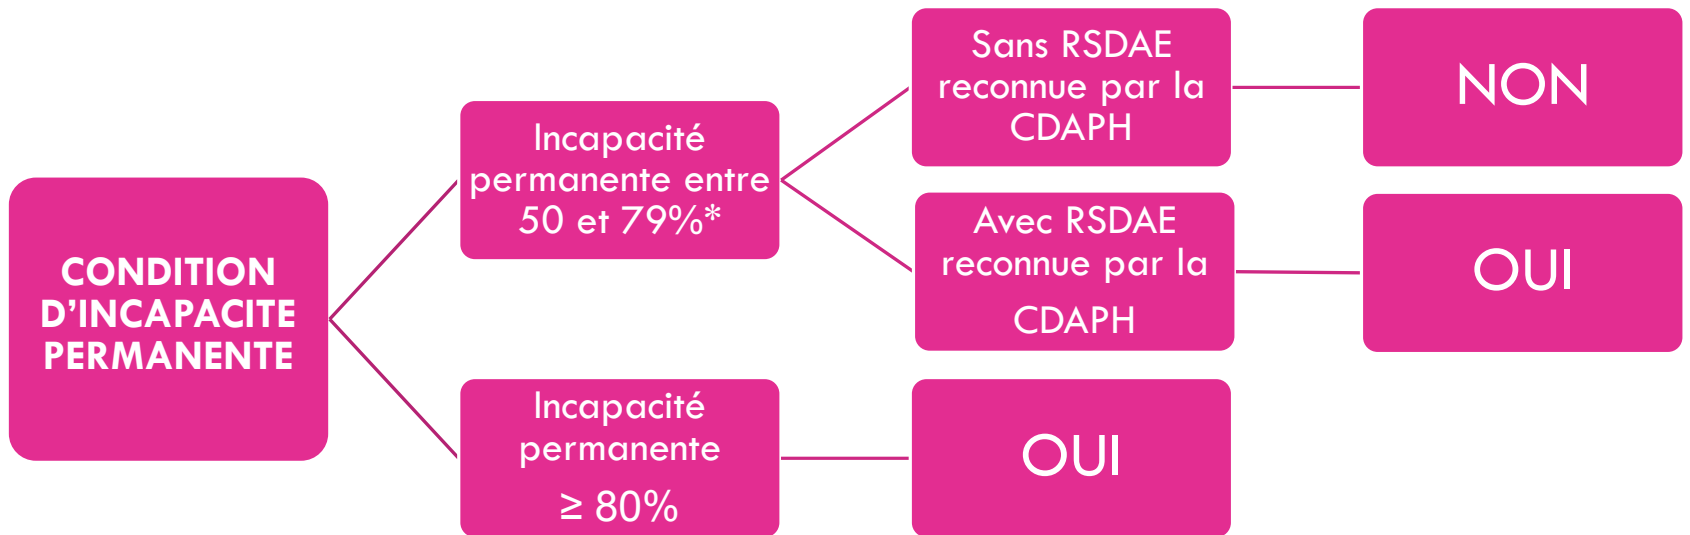 CONDITION
D’INCAPACITE
PERMANENTE
Incapacité
permanente entre
50 et 79%*
Sans RSDAE
reconnue par la
CDAPH
NON
Avec RSDAE
reconnue par la
CDAPH
OUI
Incapacité
permanente
≥ 80%
OUI